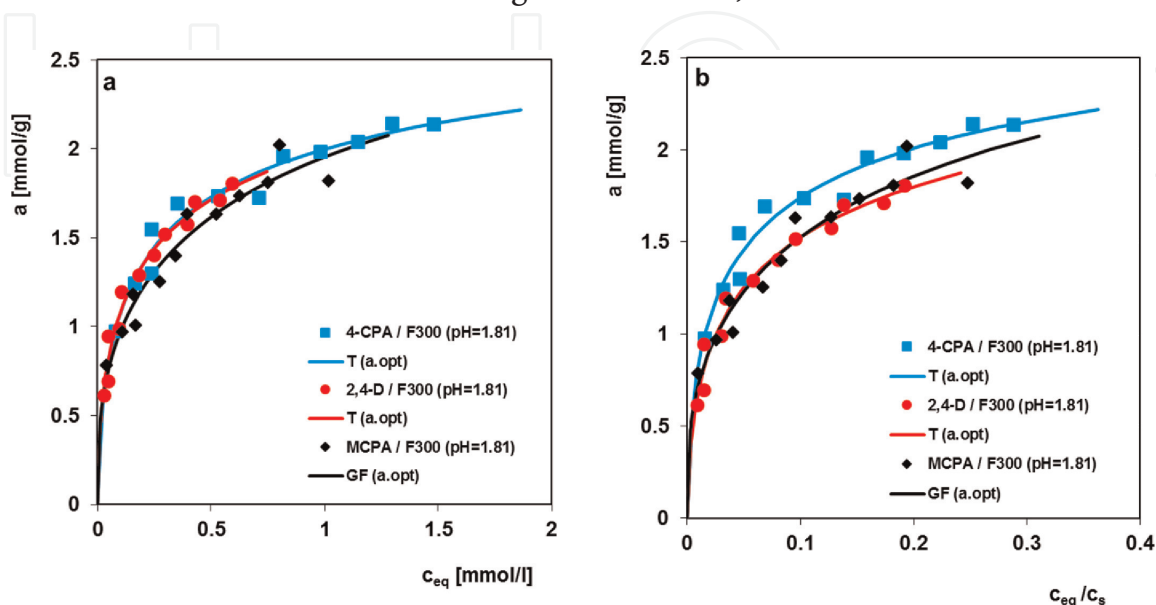 a
2.5
2
1.5
1
0.5
0
a [mmol/g]
4-CPA / F300 (pH=1.81)
T (a.opt)
2,4-D / F300 (pH=1.81)
T (a.opt)
MCPA / F300 (pH=1.81)
GF (a.opt)
0 0.5 1 1.5 2
ceq [mmol/l]
b
2.5
2
1.5
1
0.5
0
a [mmol/g]
4-CPA / F300 (pH=1.81)
T (a.opt)
2,4-D / F300 (pH=1.81)
T (a.opt)
MCPA / F300 (pH=1.81)
GF (a.opt)
0 0.1 0.2 0.3 0.4
ceq /cs